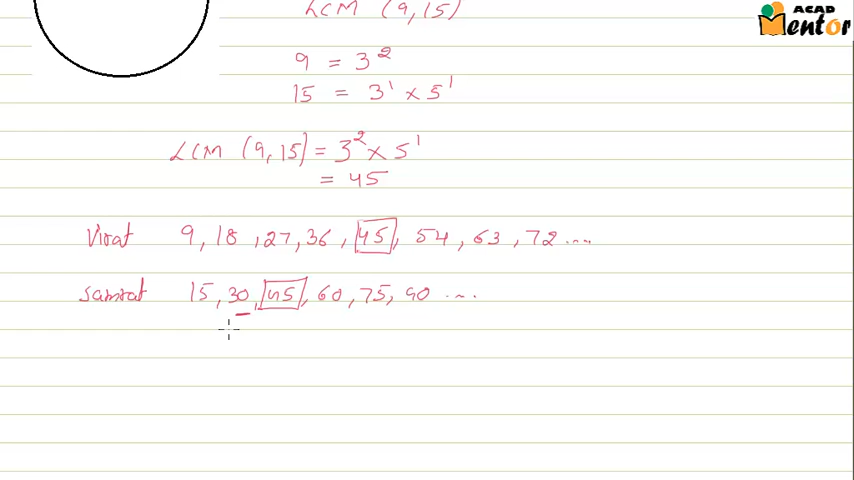 ACAD
Mentor
LCM (9,15)
9 = 3²
15 = 3¹ × 5¹
LCM (9,15) = 3² × 5¹
= 45
Virat 9, 18, 27, 36, 45, 54, 63, 72 ...
Samrat 15, 30, 45, 60, 75, 90 ....